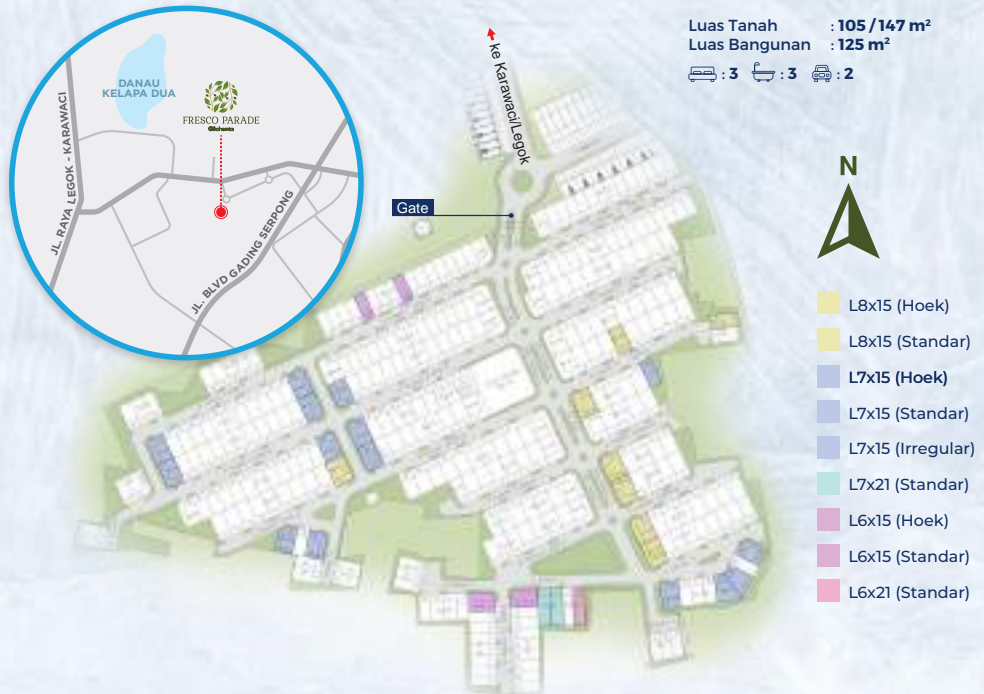 Luas Tanah : 105 / 147 m²
Luas Bangunan : 125 m²
: 3 : 3 : 2
DANAU
KELAPA DUA
FRESCO PARADE
JL. RAYA LEGOK - KARAWACI
JL. BLVD GADING SERPONG
ke Karawaci/Legok
Gate
N
L8x15 (Hoek)
L8x15 (Standar)
L7x15 (Hoek)
L7x15 (Standar)
L7x15 (Irregular)
L7x21 (Standar)
L6x15 (Hoek)
L6x15 (Standar)
L6x21 (Standar)